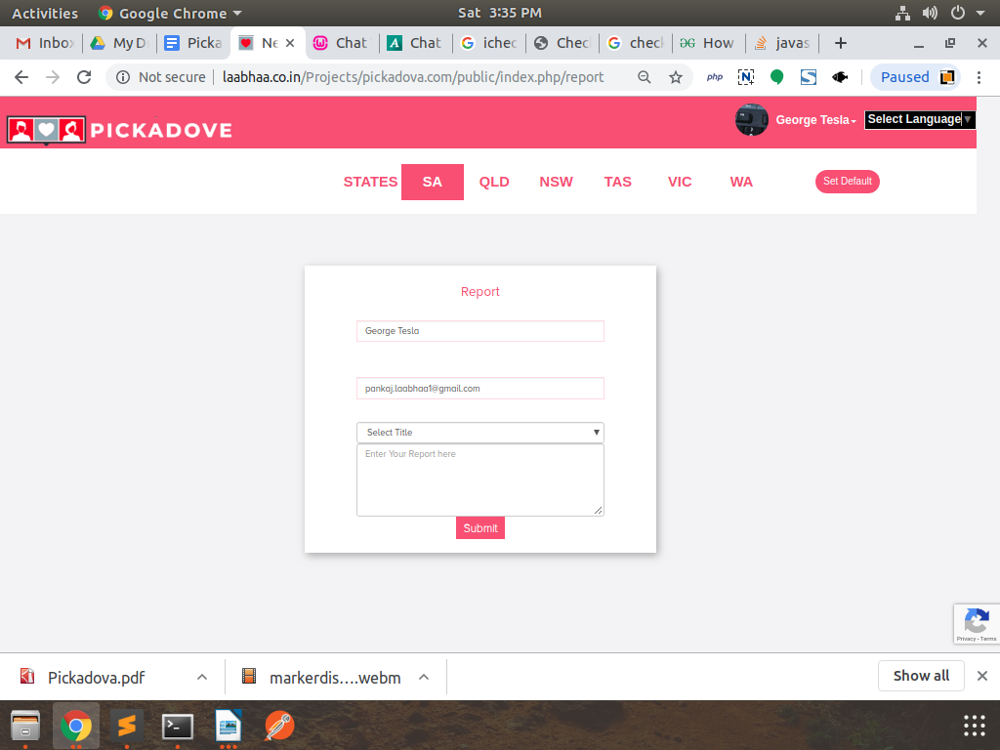 Activities Google Chrome Sat 3:35 PM
Inbo My D Picka Ne Chat Chat ichec Chec check How javas
Not secure laabhaa.co.in/Projects/pickadova.com/public/index.php/report php N S Paused
PICKADOVE George Tesla Select Language
STATES SA QLD NSW TAS VIC WA Set Default
Report
George Tesla
pankaj.laabhaa1@gmail.com
Select Title
Enter Your Report here
Submit
Privacy - Terms
Pickadova.pdf markerdis....webm Show all